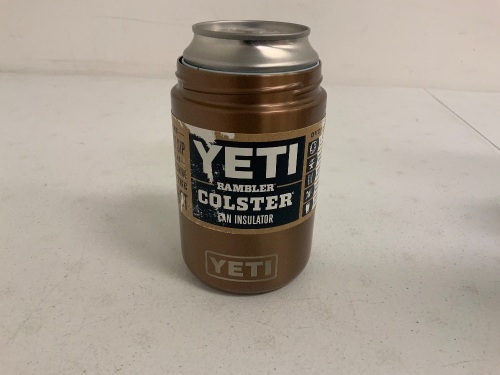 YETI
RAMBLER
COLSTER
CAN INSULATOR
YETI